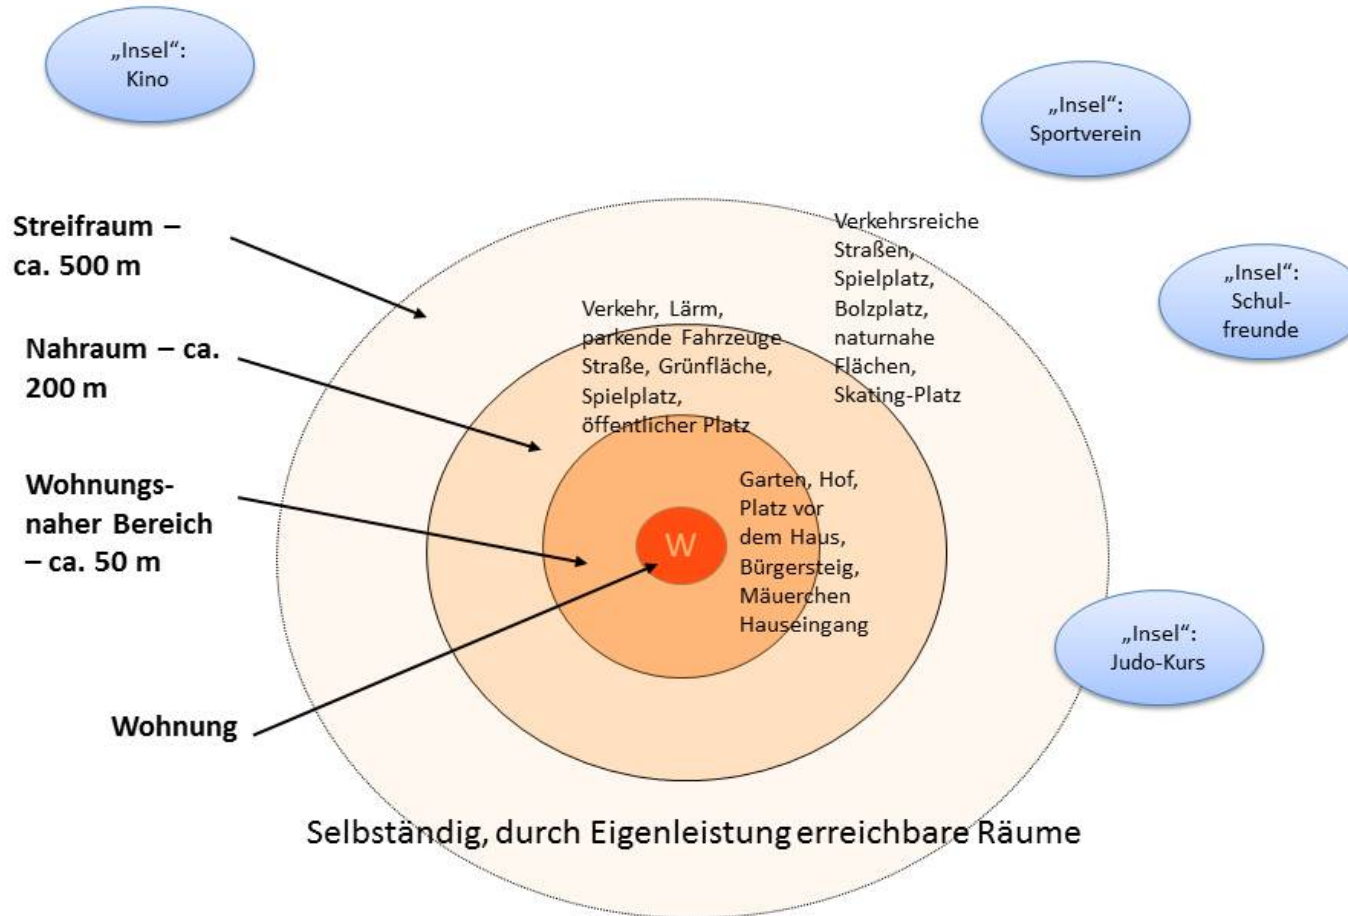 „Insel“:
Kino
„Insel“:
Sportverein
„Insel“:
Schul-
freunde
„Insel“:
Judo-Kurs
Streifraum –
ca. 500 m
Nahraum – ca.
200 m
Wohnungs-
naher Bereich
– ca. 50 m
Wohnung
Verkehrsreiche
Straßen,
Spielplatz,
Bolzplatz,
naturnahe
Flächen,
Skating-Platz
Verkehr, Lärm,
parkende Fahrzeuge
Straße, Grünfläche,
Spielplatz,
öffentlicher Platz
Garten, Hof,
Platz vor
dem Haus,
Bürgersteig,
Mäuerchen
Hauseingang
W
Selbständig, durch Eigenleistung erreichbare Räume